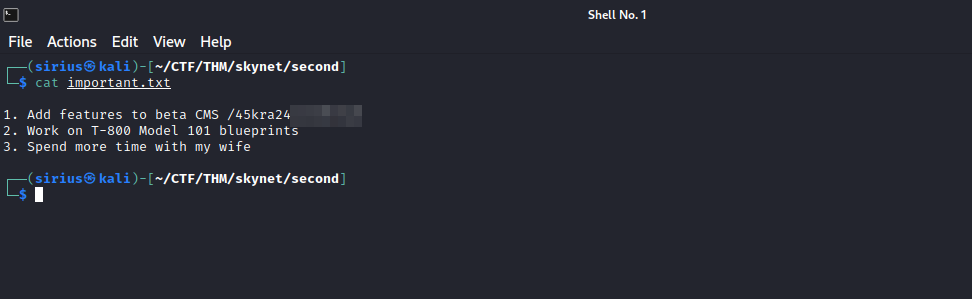 Shell No. 1
File Actions Edit View Help
┌──(sirius㉿kali)-[~/CTF/THM/skynet/second]
└─$ cat important.txt
1. Add features to beta CMS /45kra24
2. Work on T-800 Model 101 blueprints
3. Spend more time with my wife
┌──(sirius㉿kali)-[~/CTF/THM/skynet/second]
└─$